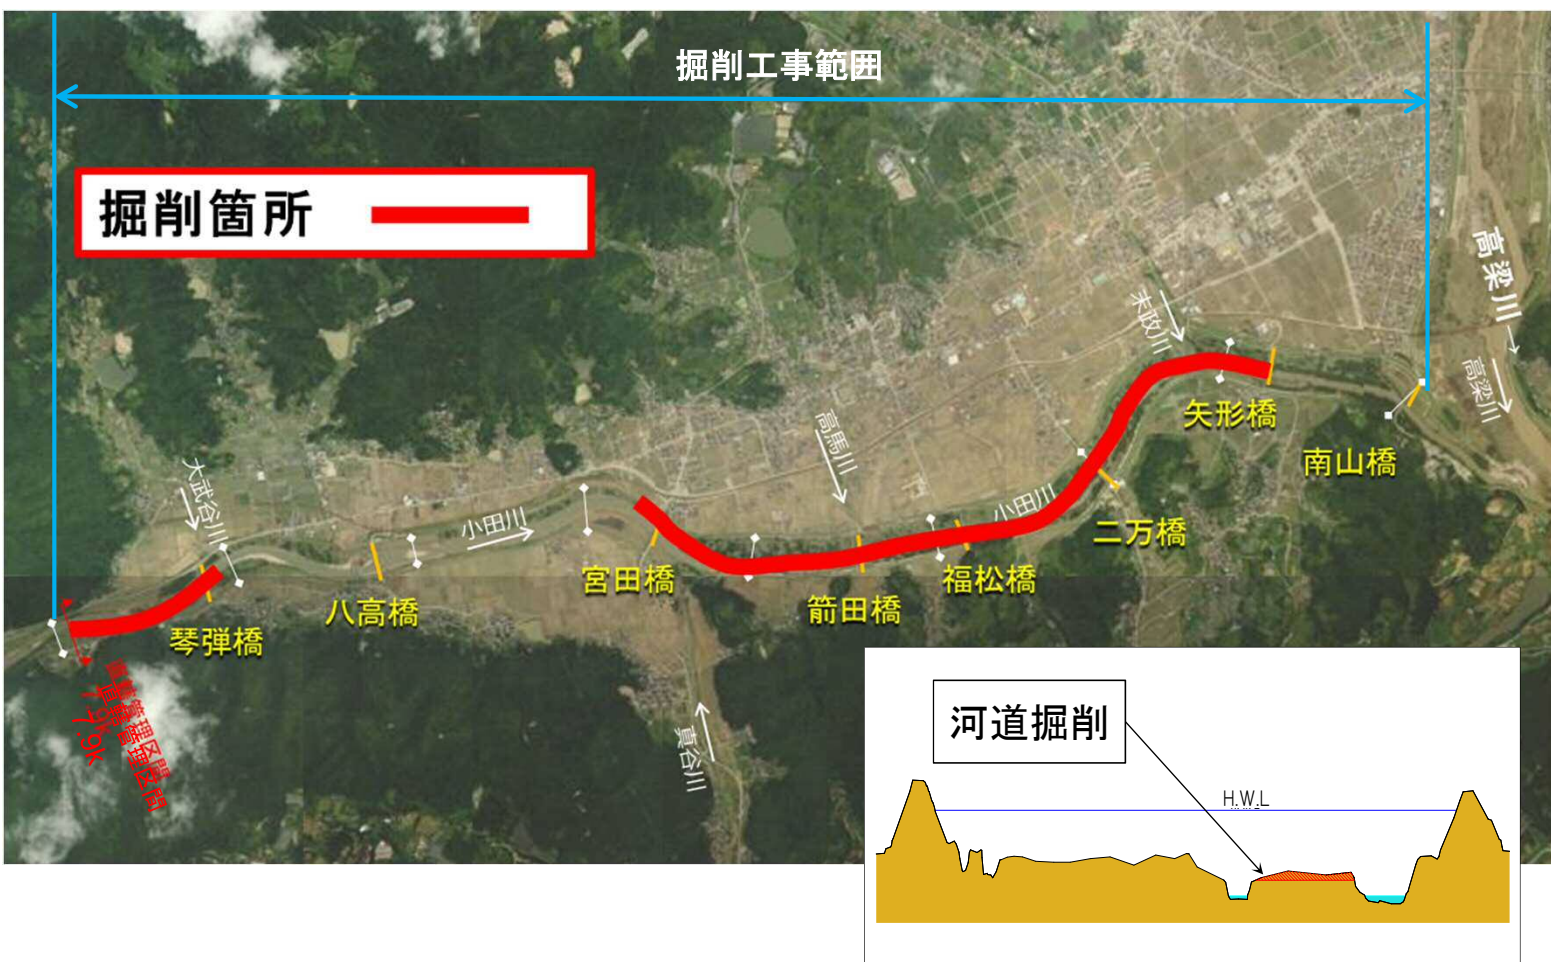 掘削工事範囲
掘削箇所
高梁川
末政川
高梁川
矢形橋
高馬川
南山橋
大武谷川
小田川
小田川
二万橋
宮田橋
福松橋
箭田橋
八高橋
琴弾橋
7.9k
真谷川
河道掘削
H.W.L